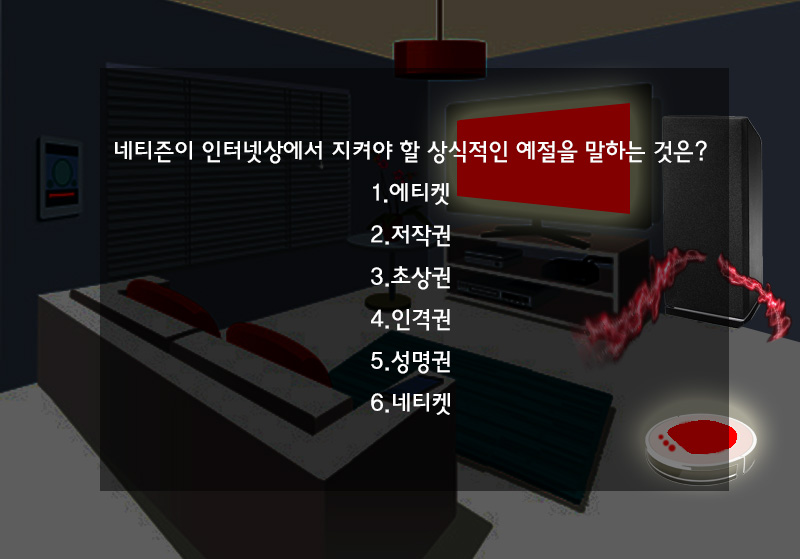 네티즌이 인터넷상에서 지켜야 할 상식적인 예절을 말하는 것은?
1.에티켓
2.저작권
3.초상권
4.인격권
5.성명권
6.네티켓